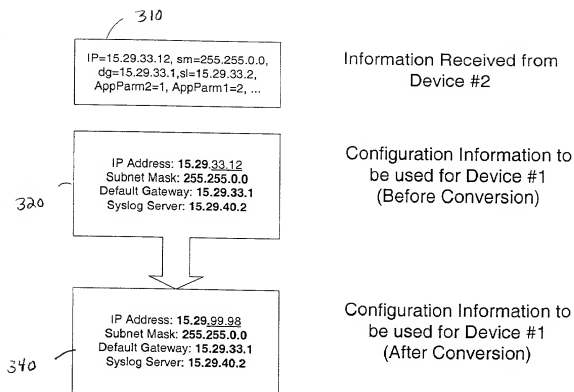 310
IP=15.29.33.12, sm=255.255.0.0,
dg=15.29.33.1,sl=15.29.33.2,
AppParm2=1, AppParm1=2, ...
Information Received from
Device #2
320
IP Address: 15.29.33.12
Subnet Mask: 255.255.0.0
Default Gateway: 15.29.33.1
Syslog Server: 15.29.40.2
Configuration Information to
be used for Device #1
(Before Conversion)
340
IP Address: 15.29.99.98
Subnet Mask: 255.255.0.0
Default Gateway: 15.29.33.1
Syslog Server: 15.29.40.2
Configuration Information to
be used for Device #1
(After Conversion)